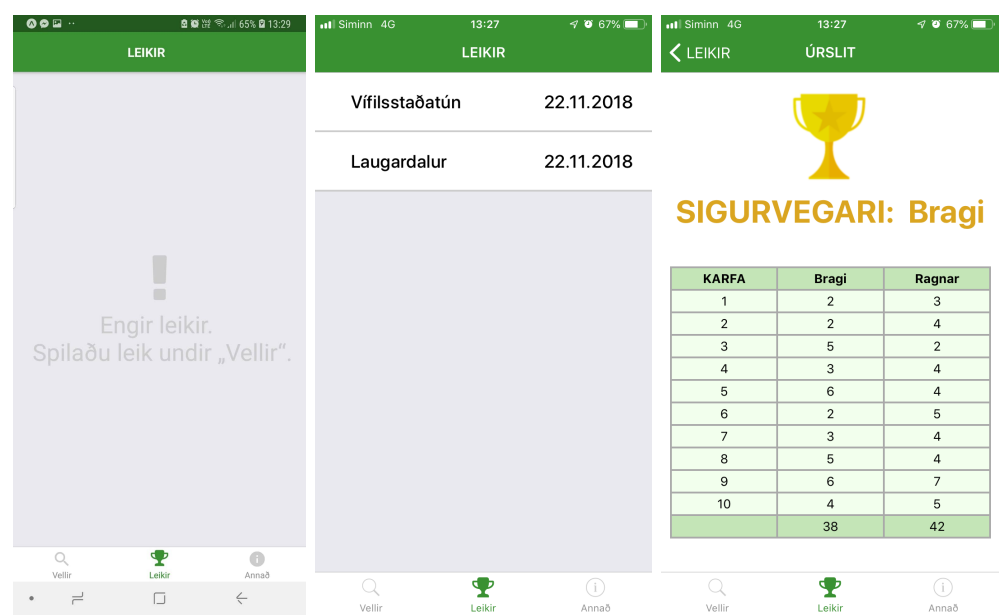 65% 13:29
LEIKIR
Engir leikir.
Spilaðu leik undir „Vellir“.
Vellir Leikir Annað
Síminn 4G 13:27 67%
LEIKIR
Vífilsstaðatún 22.11.2018
Laugardalur 22.11.2018
Vellir Leikir Annað
Síminn 4G 13:27 67%
LEIKIR ÚRSLIT
SIGURVEGARI: Bragi
KARFA Bragi Ragnar
1 2 3
2 2 4
3 5 2
4 3 4
5 6 4
6 2 5
7 3 4
8 5 4
9 6 7
10 4 5
38 42
Vellir Leikir Annað